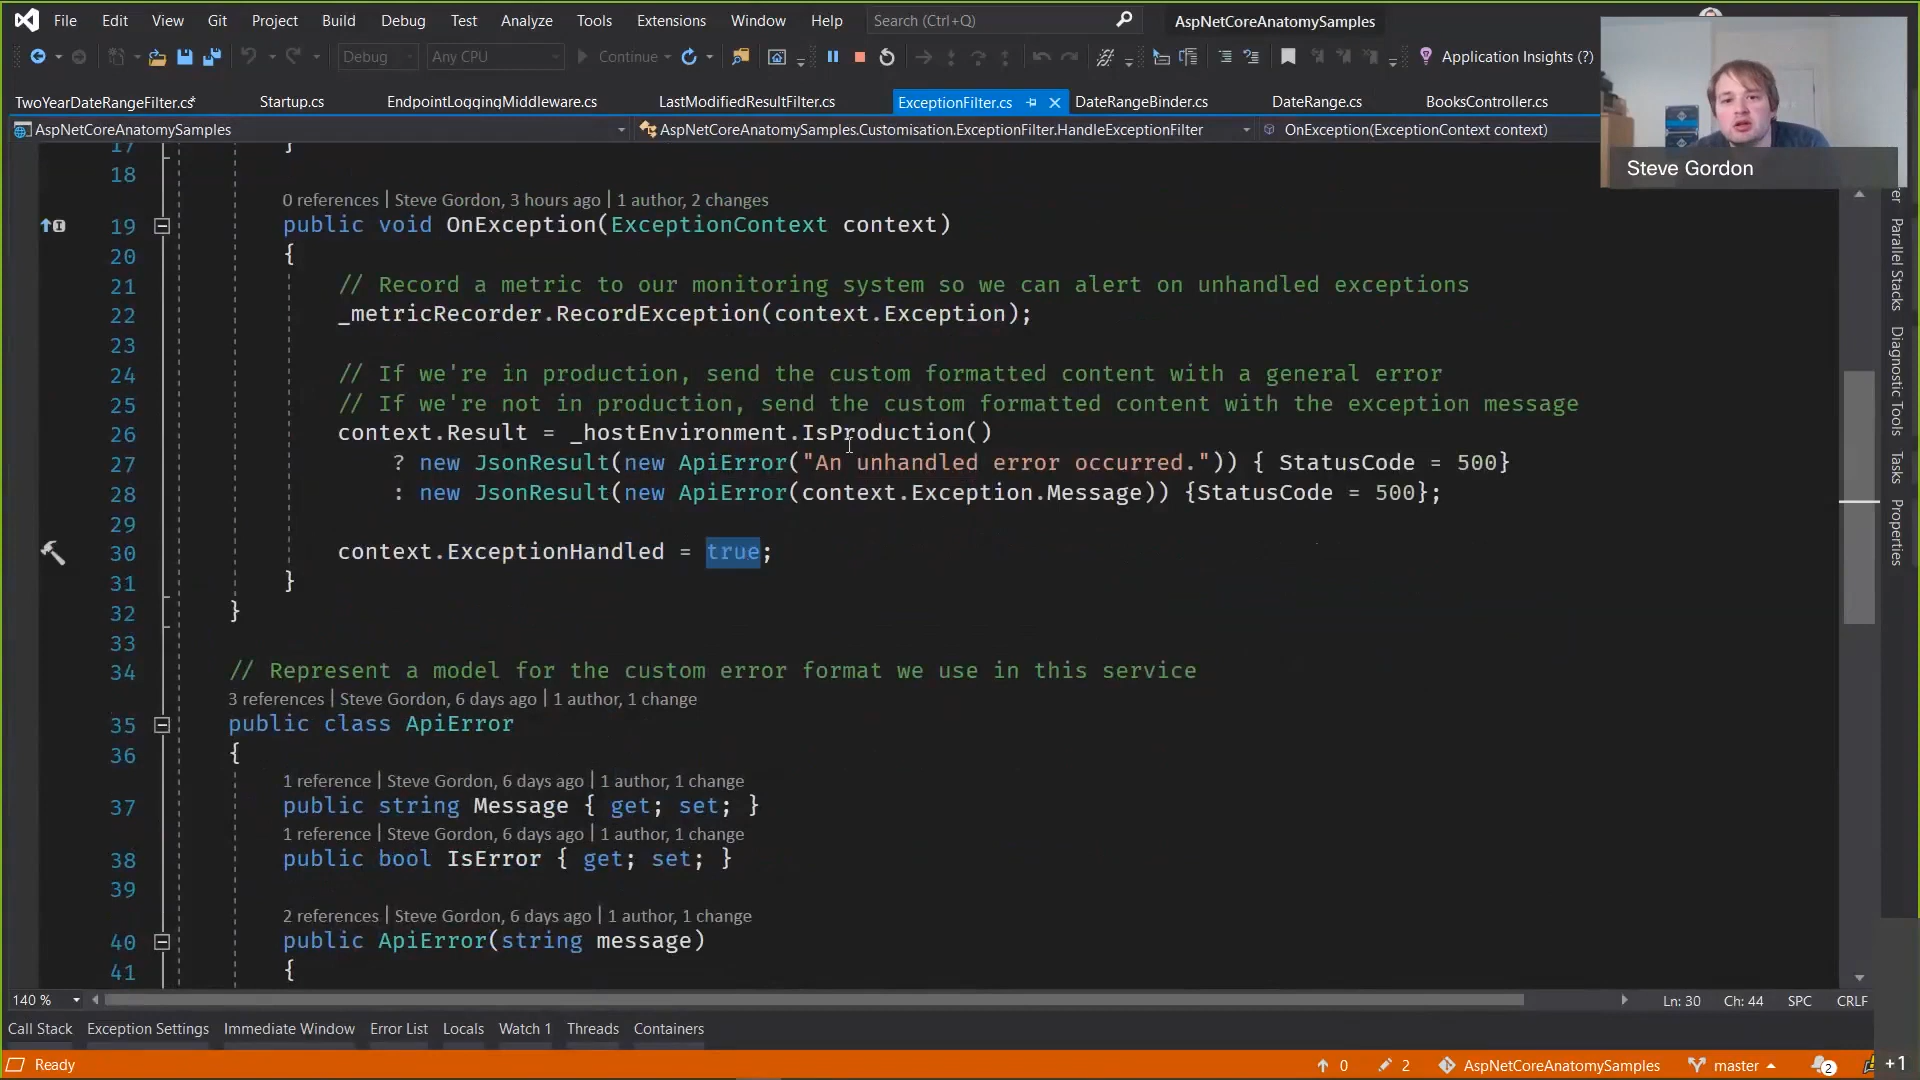 File Edit View Git Project Build Debug Test Analyze Tools Extensions Window Help Search (Ctrl+Q) AspNetCoreAnatomySamples
Debug Any CPU Continue Application Insights (?)
TwoYearDateRangeFilter.cs* Startup.cs EndpointLoggingMiddleware.cs LastModifiedResultFilter.cs ExceptionFilter.cs DateRangeBinder.cs DateRange.cs BooksController.cs
AspNetCoreAnatomySamples AspNetCoreAnatomySamples.Customisation.ExceptionFilter.HandleExceptionFilter OnException(ExceptionContext context)
Steve Gordon
17 }
18
0 references | Steve Gordon, 3 hours ago | 1 author, 2 changes
19 public void OnException(ExceptionContext context)
20 {
21 // Record a metric to our monitoring system so we can alert on unhandled exceptions
22 _metricRecorder.RecordException(context.Exception);
23
24 // If we're in production, send the custom formatted content with a general error
25 // If we're not in production, send the custom formatted content with the exception message
26 context.Result = _hostEnvironment.IsProduction()
27 ? new JsonResult(new ApiError("An unhandled error occurred.")) { StatusCode = 500}
28 : new JsonResult(new ApiError(context.Exception.Message)) {StatusCode = 500};
29
30 context.ExceptionHandled = true;
31 }
32 }
33
34 // Represent a model for the custom error format we use in this service
3 references | Steve Gordon, 6 days ago | 1 author, 1 change
35 public class ApiError
36 {
1 reference | Steve Gordon, 6 days ago | 1 author, 1 change
37 public string Message { get; set; }
1 reference | Steve Gordon, 6 days ago | 1 author, 1 change
38 public bool IsError { get; set; }
39
2 references | Steve Gordon, 6 days ago | 1 author, 1 change
40 public ApiError(string message)
41 {
Parallel Stacks
Diagnostic Tools
Tasks
Properties
140 % Ln: 30 Ch: 44 SPC CRLF
Call Stack Exception Settings Immediate Window Error List Locals Watch 1 Threads Containers
Ready 0 2 AspNetCoreAnatomySamples master 2 +1